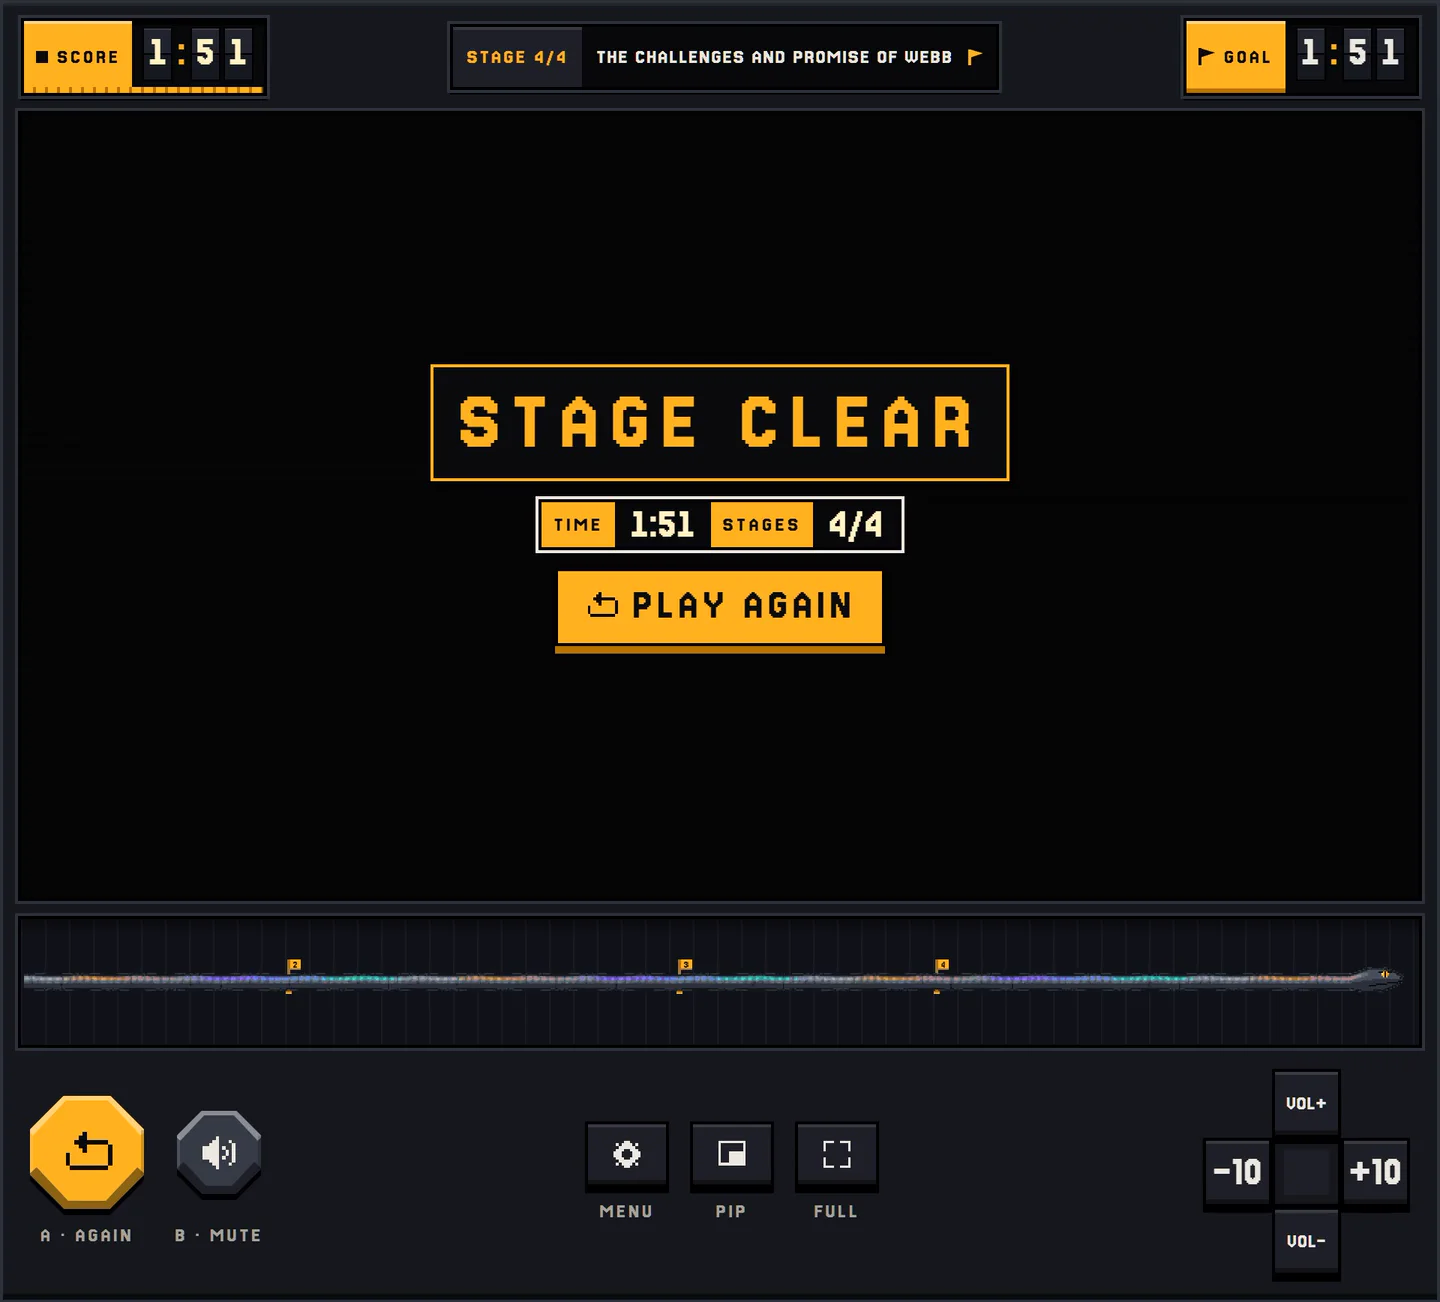 SCORE 1:51
STAGE 4/4 THE CHALLENGES AND PROMISE OF WEBB
GOAL 1:51
STAGE CLEAR
TIME 1:51 STAGES 4/4
PLAY AGAIN
2 3 4
VOL+
-10 +10
VOL-
A · AGAIN B · MUTE
MENU PIP FULL